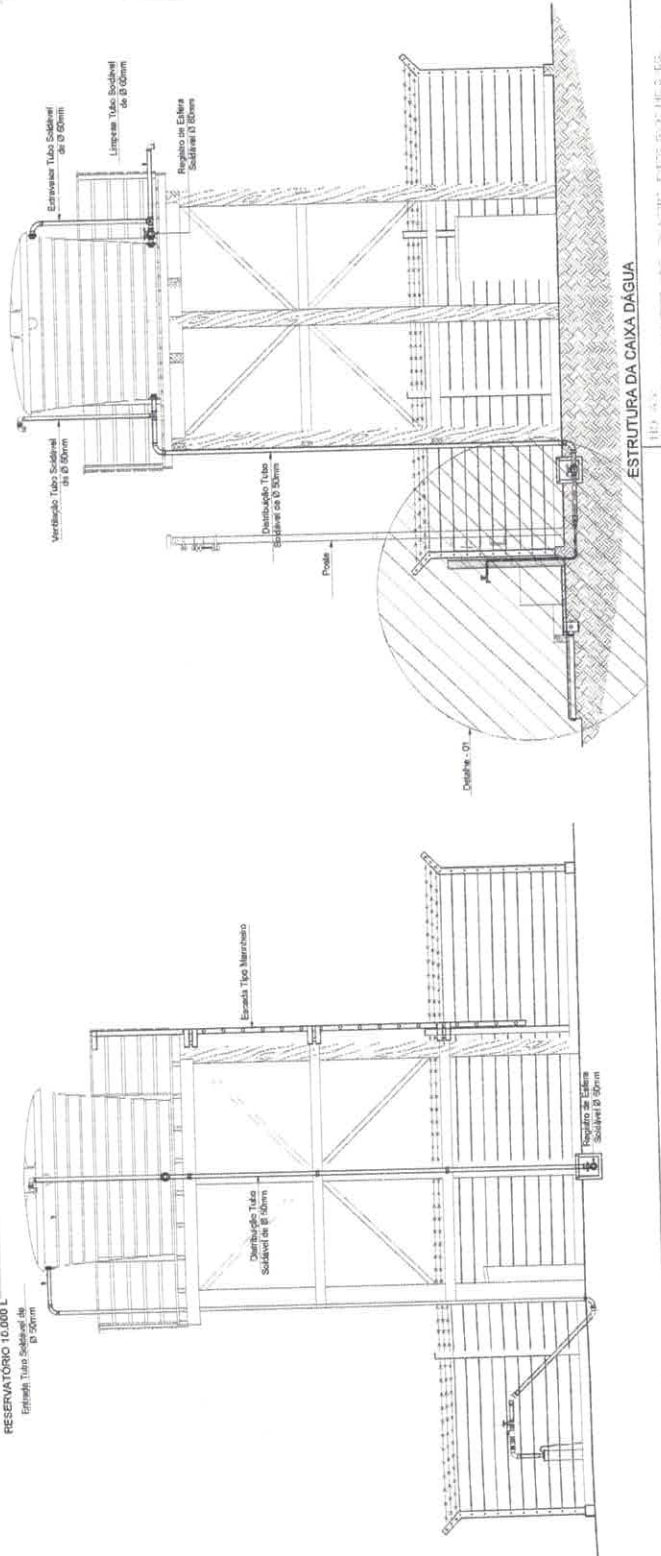 RESERVATÓRIO 10.000 L
Entrada Tubo Soldável de
Ø 50mm
Distribuição Tubo
Soldável de Ø 50mm
Escada Tipo Marinheiro
Registro de Esfera
Soldável Ø 60mm
Ventilação Tubo Soldável
de Ø 50mm
Extravasor Tubo Soldável
de Ø 60mm
Limpeza Tubo Soldável
de Ø 60mm
Registro de Esfera
Soldável Ø 60mm
Distribuição Tubo
Soldável de Ø 50mm
Poste
Detalhe - 01
ESTRUTURA DA CAIXA DÁGUA